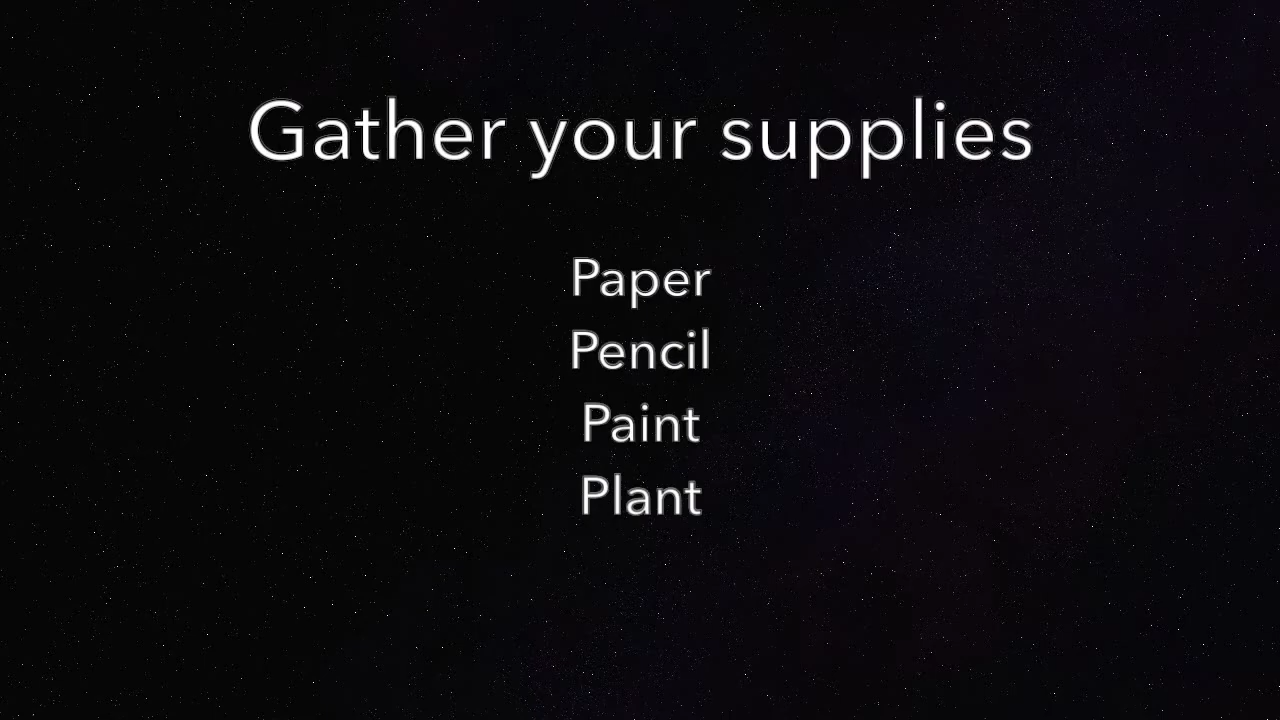 Gather your supplies
Paper
Pencil
Paint
Plant